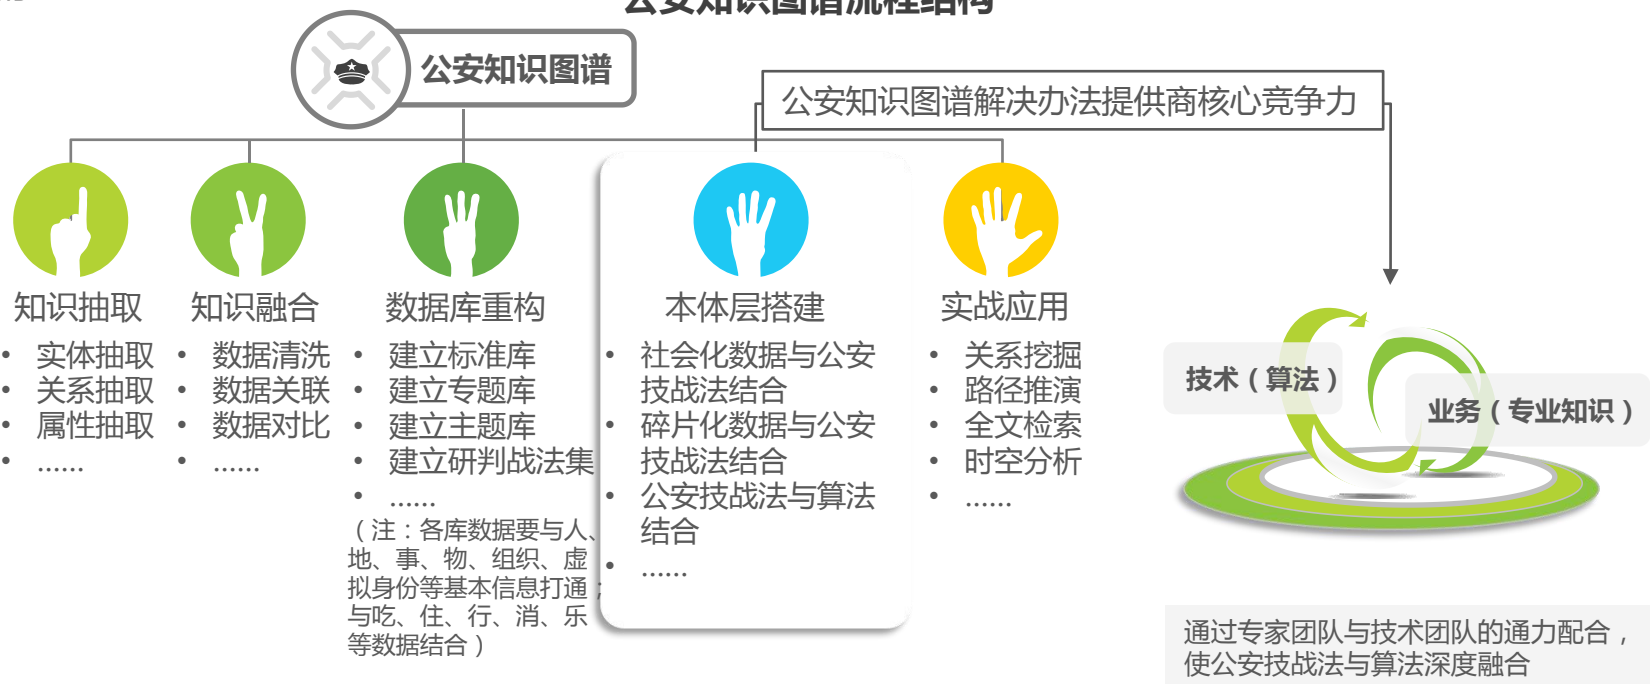 公安知识图谱流程结构
公安知识图谱
公安知识图谱解决办法提供商核心竞争力
知识抽取
• 实体抽取
• 关系抽取
• 属性抽取
• ......
知识融合
• 数据清洗
• 数据关联
• 数据对比
• ......
数据库重构
• 建立标准库
• 建立专题库
• 建立主题库
• 建立研判战法集
• ......
（注：各库数据要与人、
地、事、物、组织、虚
拟身份等基本信息打通；
与吃、住、行、消、乐
等数据结合）
本体层搭建
• 社会化数据与公安
技战法结合
• 碎片化数据与公安
技战法结合
• 公安技战法与算法
结合
• ......
实战应用
• 关系挖掘
• 路径推演
• 全文检索
• 时空分析
• ......
技术（算法）
业务（专业知识）
通过专家团队与技术团队的通力配合，
使公安技战法与算法深度融合